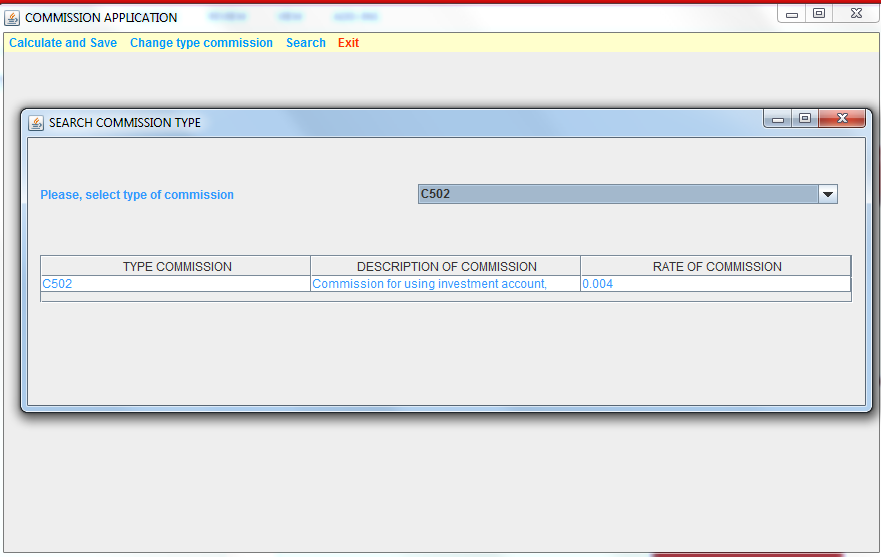 COMMISSION APPLICATION
Calculate and Save Change type commission Search Exit
SEARCH COMMISSION TYPE
Please, select type of commission C502
TYPE COMMISSION DESCRIPTION OF COMMISSION RATE OF COMMISSION
C502 Commission for using investment account, 0.004